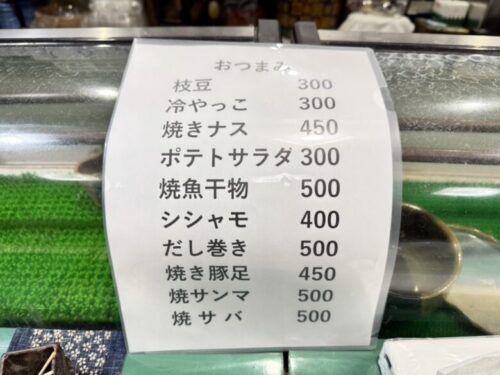 おつまみ
枝豆 300
冷やっこ 300
焼きナス 450
ポテトサラダ 300
焼魚干物 500
シシャモ 400
だし巻き 500
焼き豚足 450
焼サンマ 500
焼サバ 500